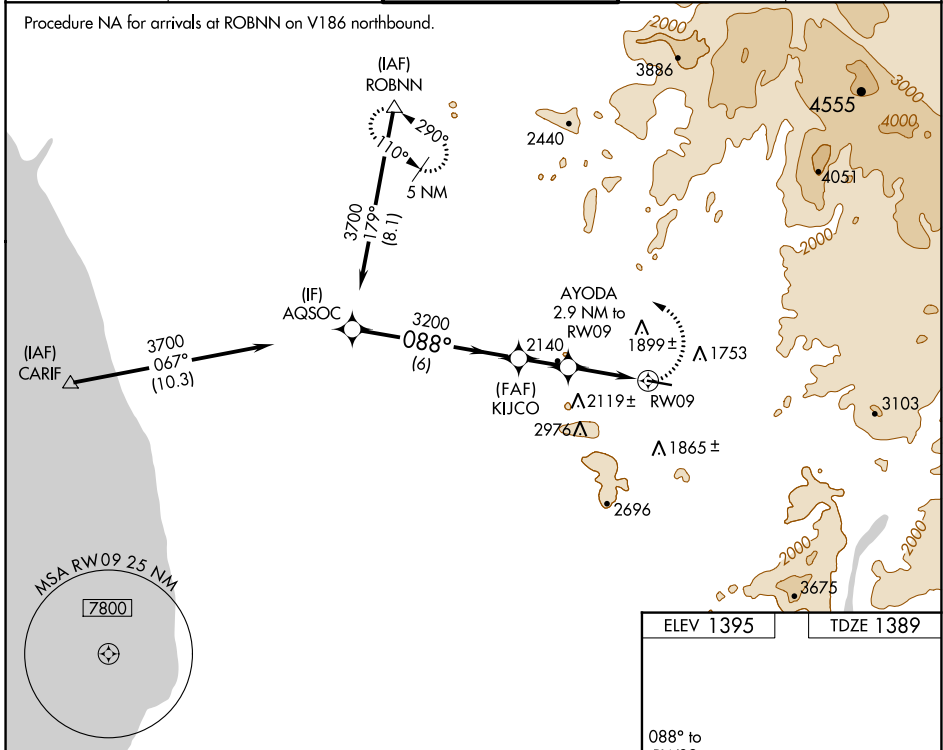 Procedure NA for arrivals at ROBNN on V186 northbound.
2000
3886
3000
4555
4000
(IAF)
ROBNN
290°
110°
5 NM
2440
4051
3700
179°
(8.1)
2000
(IF)
AQSOC
AYODA
2.9 NM to
RW09
3200
088°
(6)
2140
1899±
1753
(IAF)
CARIF
3700
067°
(10.3)
(FAF)
KIJCO
RW09
2119±
2976
3103
1865±
2696
2000
2000
3675
MSA RW09 25 NM
7800
ELEV 1395
TDZE 1389
088° to